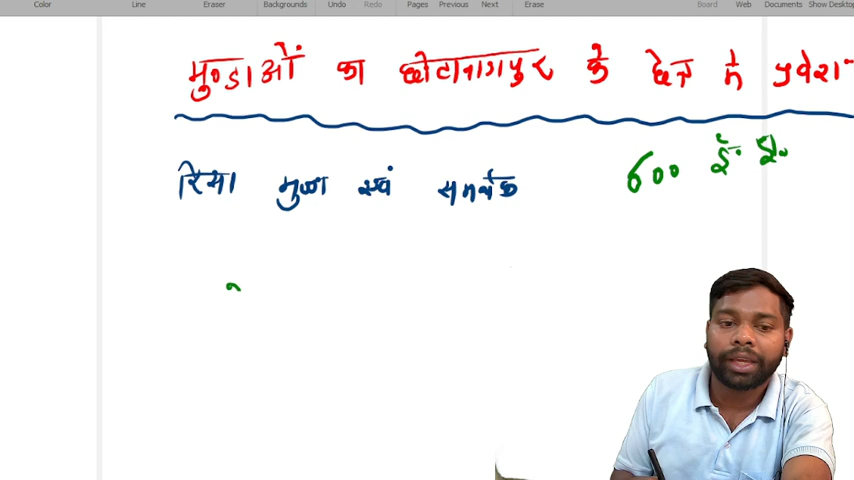 Color Line Eraser Backgrounds Undo Redo Pages Previous Next Erase Board Web Documents Show Desktop
मुण्डाओं का छोटानागपुर के क्षेत्र में प्रवेश
रिसा मुण्डा एवं समर्थक 600 ई. पू.